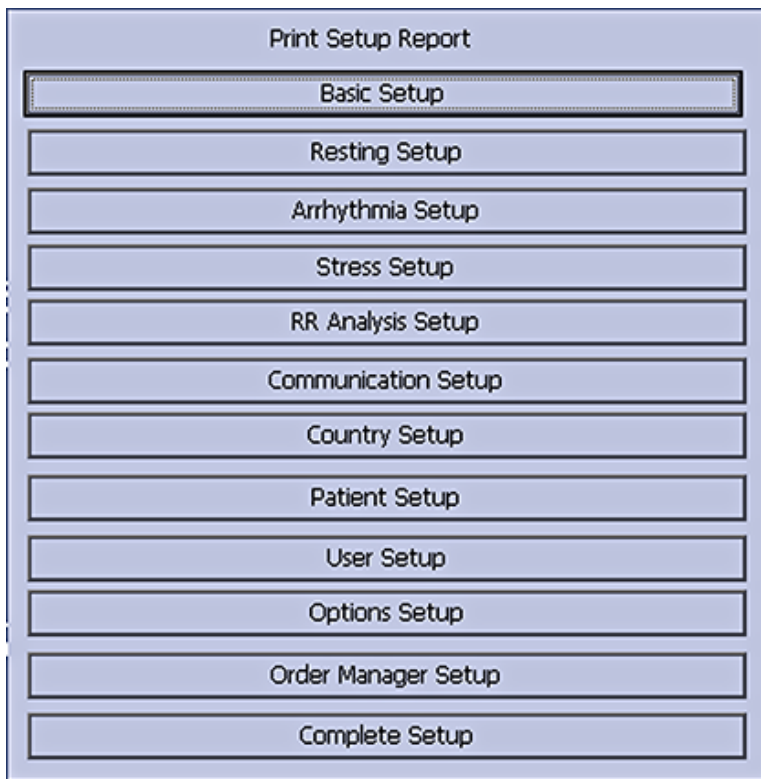 Print Setup Report
Basic Setup
Resting Setup
Arrhythmia Setup
Stress Setup
RR Analysis Setup
Communication Setup
Country Setup
Patient Setup
User Setup
Options Setup
Order Manager Setup
Complete Setup